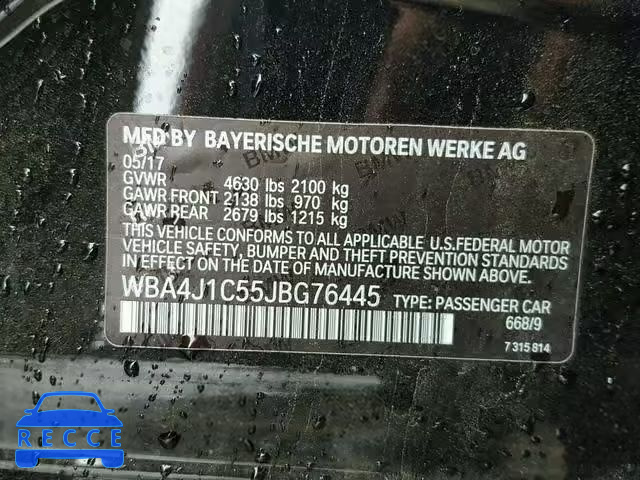 MFD BY BAYERISCHE MOTOREN WERKE AG
05/17
GVWR 4630 lbs 2100 kg
GAWR FRONT 2138 lbs 970 kg
GAWR REAR 2679 lbs 1215 kg
THIS VEHICLE CONFORMS TO ALL APPLICABLE U.S.FEDERAL MOTOR
VEHICLE SAFETY, BUMPER AND THEFT PREVENTION STANDARDS
IN EFFECT ON THE DATE OF MANUFACTURE SHOWN ABOVE.
WBA4J1C55JBG76445 TYPE: PASSENGER CAR
668/9
7 315 814
RECCE